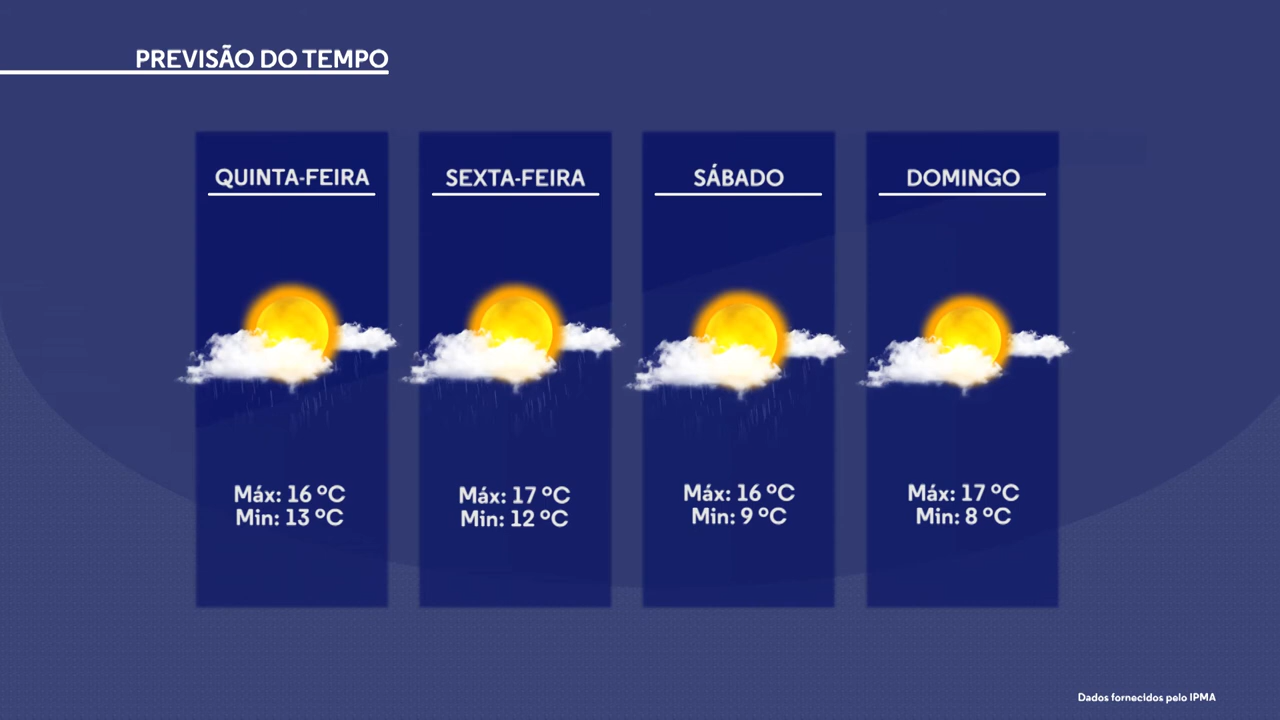 PREVISÃO DO TEMPO
QUINTA-FEIRA
Máx: 16 ºC
Min: 13 ºC
SEXTA-FEIRA
Máx: 17 ºC
Min: 12 ºC
SÁBADO
Máx: 16 ºC
Min: 9 ºC
DOMINGO
Máx: 17 ºC
Min: 8 ºC
Dados fornecidos pelo IPMA